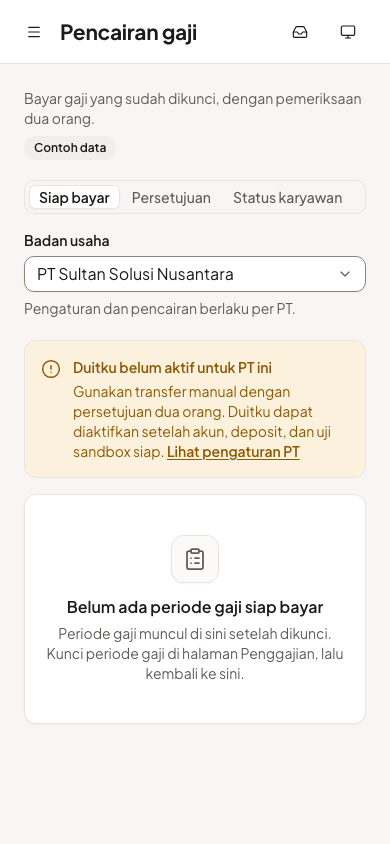 Pencairan gaji
Bayar gaji yang sudah dikunci, dengan pemeriksaan
dua orang.
Contoh data
Siap bayar
Persetujuan
Status karyawan
Badan usaha
PT Sultan Solusi Nusantara
Pengaturan dan pencairan berlaku per PT.
Duitku belum aktif untuk PT ini
Gunakan transfer manual dengan
persetujuan dua orang. Duitku dapat
diaktifkan setelah akun, deposit, dan uji
sandbox siap. Lihat pengaturan PT
Belum ada periode gaji siap bayar
Periode gaji muncul di sini setelah dikunci.
Kunci periode gaji di halaman Penggajian, lalu
kembali ke sini.